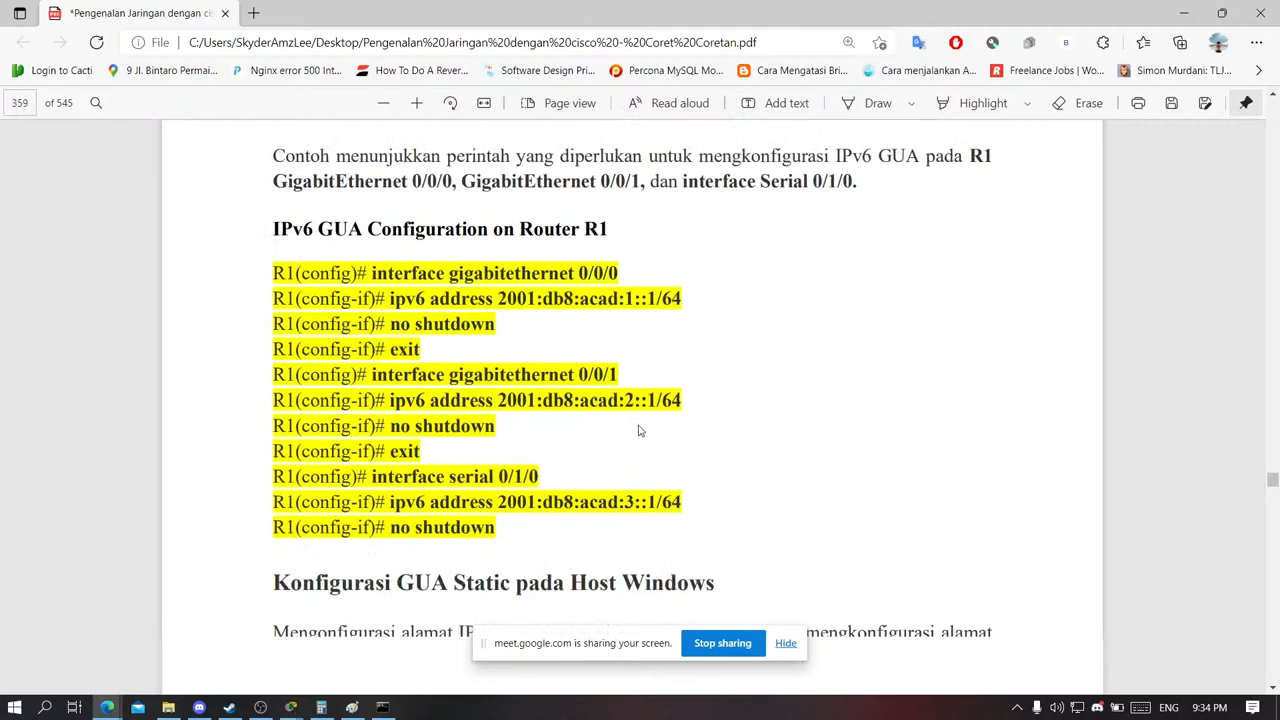 *Pengenalan Jaringan dengan cis
File
C:/Users/SkyderAmzLee/Desktop/Pengenalan%20Jaringan%20dengan%20cisco%20-%20Coret%20Coretan.pdf
Login to Cacti
9 Jl. Bintaro Permai...
Nginx error 500 Int...
How To Do A Rever...
Software Design Pri...
Percona MySQL Mo...
Cara Mengatasi Bri...
Cara menjalankan A...
Freelance Jobs | Wo...
Simon Murdani: TLJ...
359 of 545
Page view
Read aloud
Add text
Draw
Highlight
Erase
Contoh menunjukkan perintah yang diperlukan untuk mengkonfigurasi IPv6 GUA pada R1
GigabitEthernet 0/0/0, GigabitEthernet 0/0/1, dan interface Serial 0/1/0.
IPv6 GUA Configuration on Router R1
R1(config)# interface gigabitethernet 0/0/0
R1(config-if)# ipv6 address 2001:db8:acad:1::1/64
R1(config-if)# no shutdown
R1(config-if)# exit
R1(config)# interface gigabitethernet 0/0/1
R1(config-if)# ipv6 address 2001:db8:acad:2::1/64
R1(config-if)# no shutdown
R1(config-if)# exit
R1(config)# interface serial 0/1/0
R1(config-if)# ipv6 address 2001:db8:acad:3::1/64
R1(config-if)# no shutdown
Konfigurasi GUA Static pada Host Windows
Mengonfigurasi alamat IP mengkonfigurasi alamat
meet.google.com is sharing your screen.
Stop sharing
Hide
ENG
9:34 PM